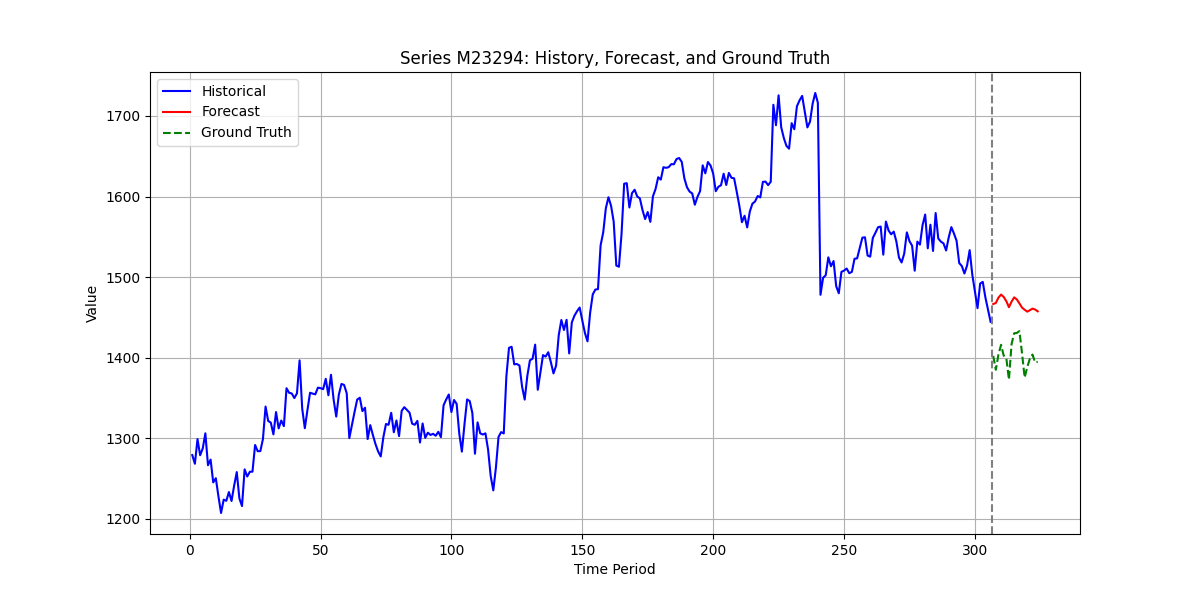 Series M23294: History, Forecast, and Ground Truth
Historical
Forecast
Ground Truth
1700
1600
1500
1400
1300
1200
Value
0 50 100 150 200 250 300
Time Period